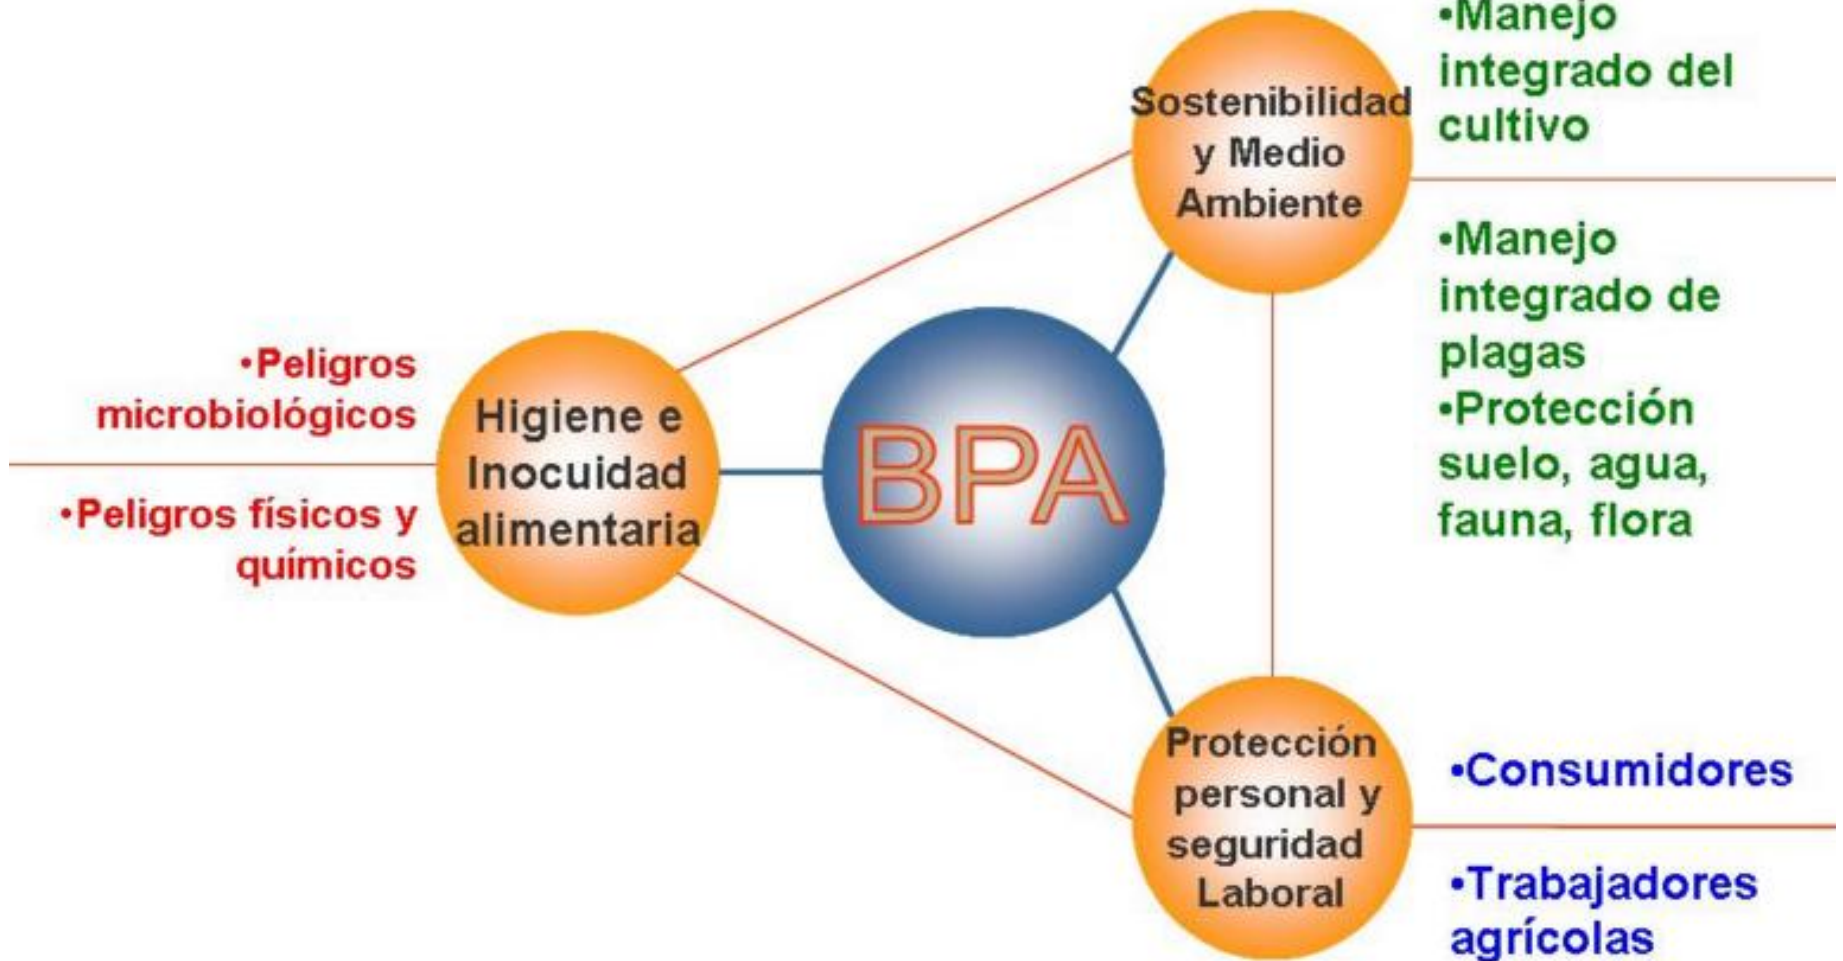 •Peligros
microbiológicos
•Peligros físicos y
químicos
Higiene e
Inocuidad
alimentaria
BPA
Sostenibilidad
y Medio
Ambiente
•Manejo
integrado del
cultivo
•Manejo
integrado de
plagas
•Protección
suelo, agua,
fauna, flora
Protección
personal y
seguridad
Laboral
•Consumidores
•Trabajadores
agrícolas